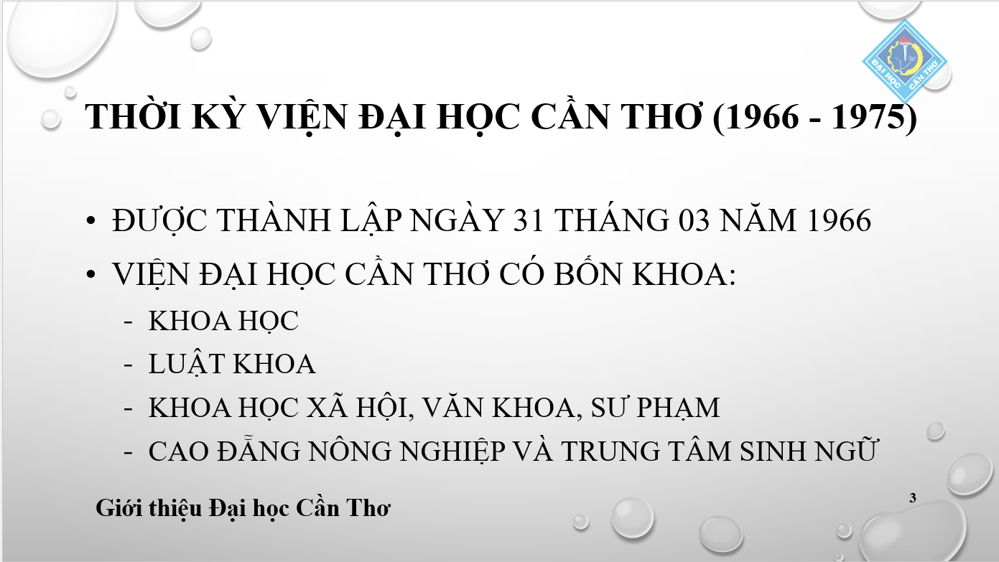 ĐẠI HỌC CẦN THƠ
THỜI KỲ VIỆN ĐẠI HỌC CẦN THƠ (1966 - 1975)
• ĐƯỢC THÀNH LẬP NGÀY 31 THÁNG 03 NĂM 1966
• VIỆN ĐẠI HỌC CẦN THƠ CÓ BỐN KHOA:
- KHOA HỌC
- LUẬT KHOA
- KHOA HỌC XÃ HỘI, VĂN KHOA, SƯ PHẠM
- CAO ĐẴNG NÔNG NGHIỆP VÀ TRUNG TÂM SINH NGỮ
Giới thiệu Đại học Cần Thơ
3